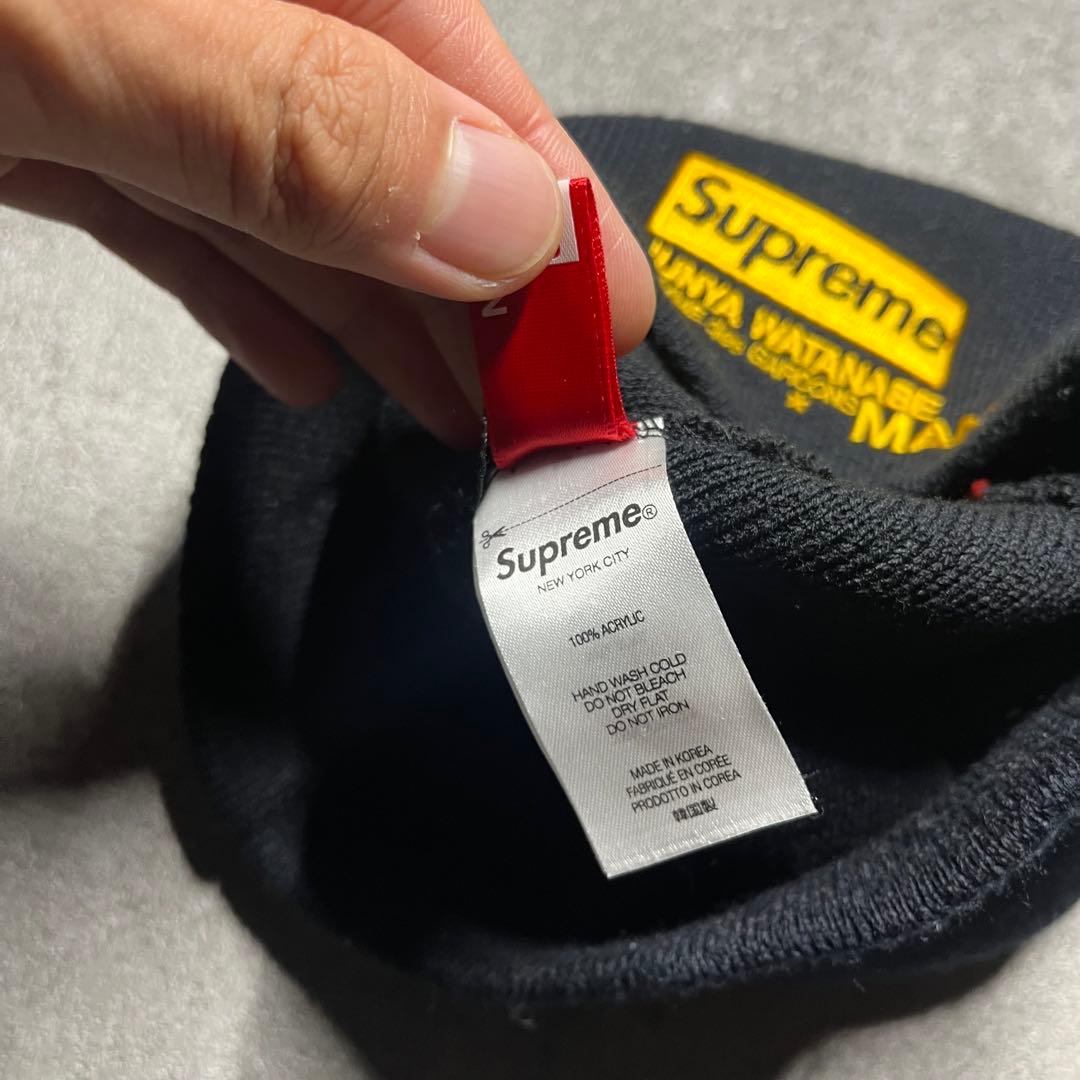 Supreme
JUNYA WATANABE
COMME des GARÇONS
MA
N
Supreme®
NEW YORK CITY
100% ACRYLIC
HAND WASH COLD
DO NOT BLEACH
DRY FLAT
DO NOT IRON
MADE IN KOREA
FABRIQUÉ EN CORÉE
PRODOTTO IN COREA
韓国製